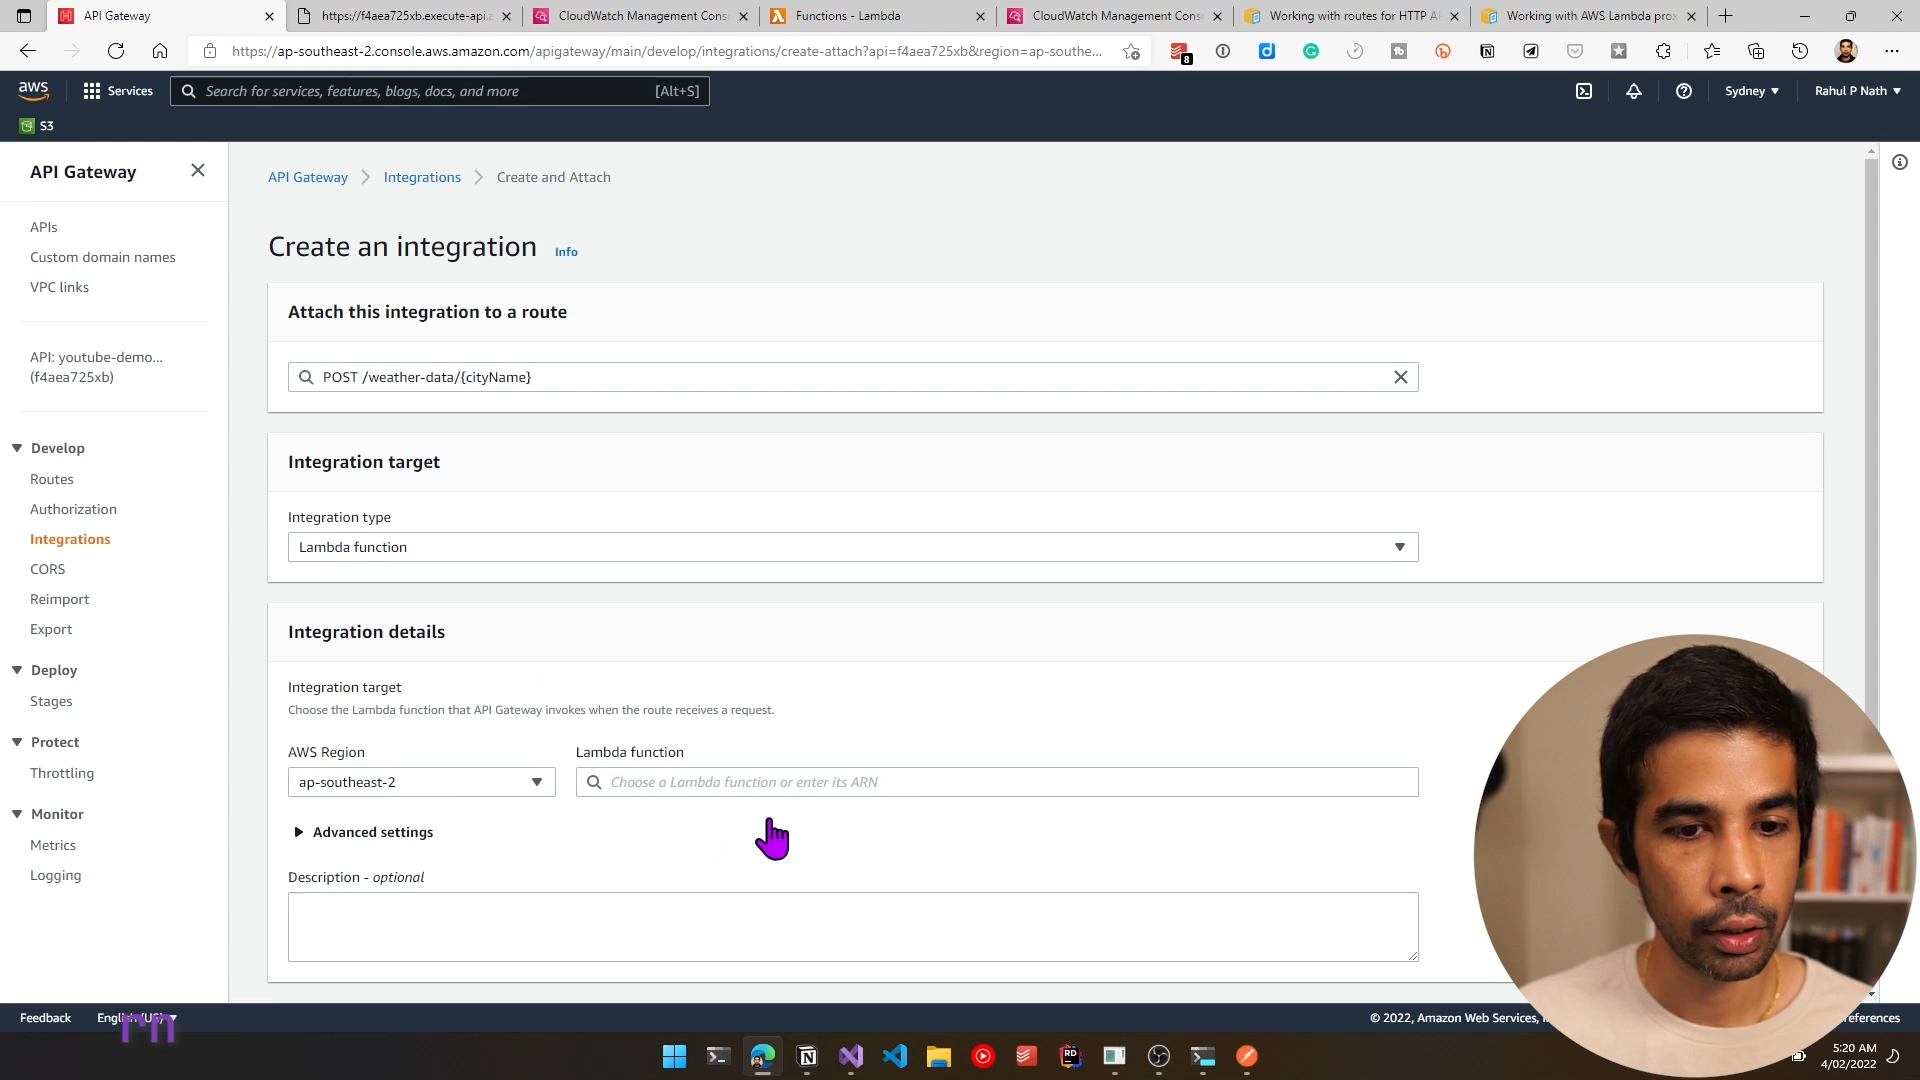 API Gateway
https://f4aea725xb.execute-api.a
CloudWatch Management Cons
Functions - Lambda
CloudWatch Management Cons
Working with routes for HTTP AP
Working with AWS Lambda prox
https://ap-southeast-2.console.aws.amazon.com/apigateway/main/develop/integrations/create-attach?api=f4aea725xb&region=ap-southe...
8
aws
Services
Search for services, features, blogs, docs, and more
[Alt+S]
Sydney
Rahul P Nath
S3
API Gateway
APIs
Custom domain names
VPC links
API: youtube-demo...
(f4aea725xb)
Develop
Routes
Authorization
Integrations
CORS
Reimport
Export
Deploy
Stages
Protect
Throttling
Monitor
Metrics
Logging
API Gateway
Integrations
Create and Attach
Create an integration
Info
Attach this integration to a route
POST /weather-data/{cityName}
Integration target
Integration type
Lambda function
Integration details
Integration target
Choose the Lambda function that API Gateway invokes when the route receives a request.
AWS Region
Lambda function
ap-southeast-2
Choose a Lambda function or enter its ARN
Advanced settings
Description - optional
Feedback
English (US)
© 2022, Amazon Web Services,
rn
RD
5:20 AM
4/02/2022